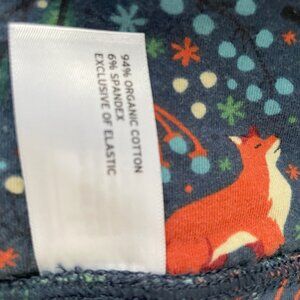 94% ORGANIC COTTON
6% SPANDEX
EXCLUSIVE OF ELASTIC